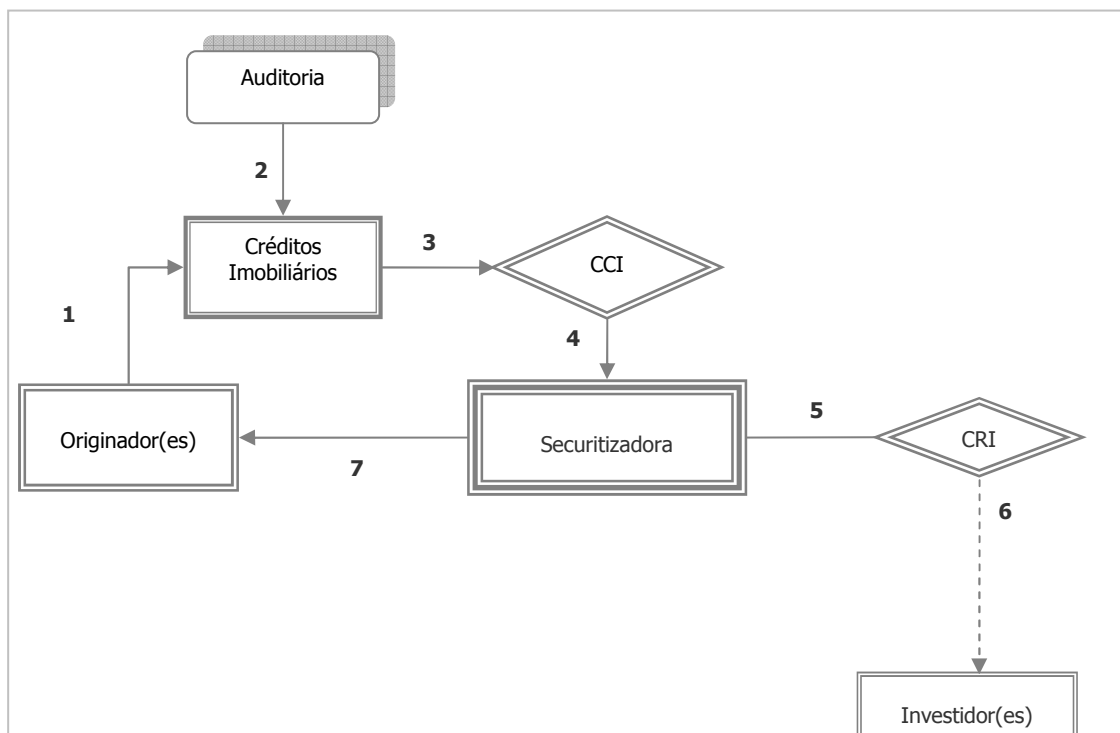 Auditoria
2
Créditos
Imobiliários
3
CCI
1
4
Originador(es)
7
Securitizadora
5
CRI
6
Investidor(es)